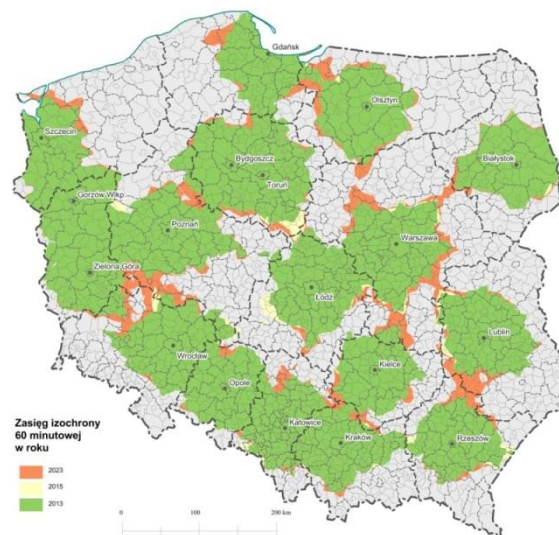 Gdańsk
Olsztyn
Szczecin
Białystok
Bydgoszcz
Toruń
Gorzów Wlkp
Poznań
Warszawa
Zielona Góra
Łódź
Lublin
Wrocław
Kielce
Opole
Katowice
Kraków
Rzeszów
Zasięg izochrony
60 minutowej
w roku
2023
2015
2013
0 100 200 km